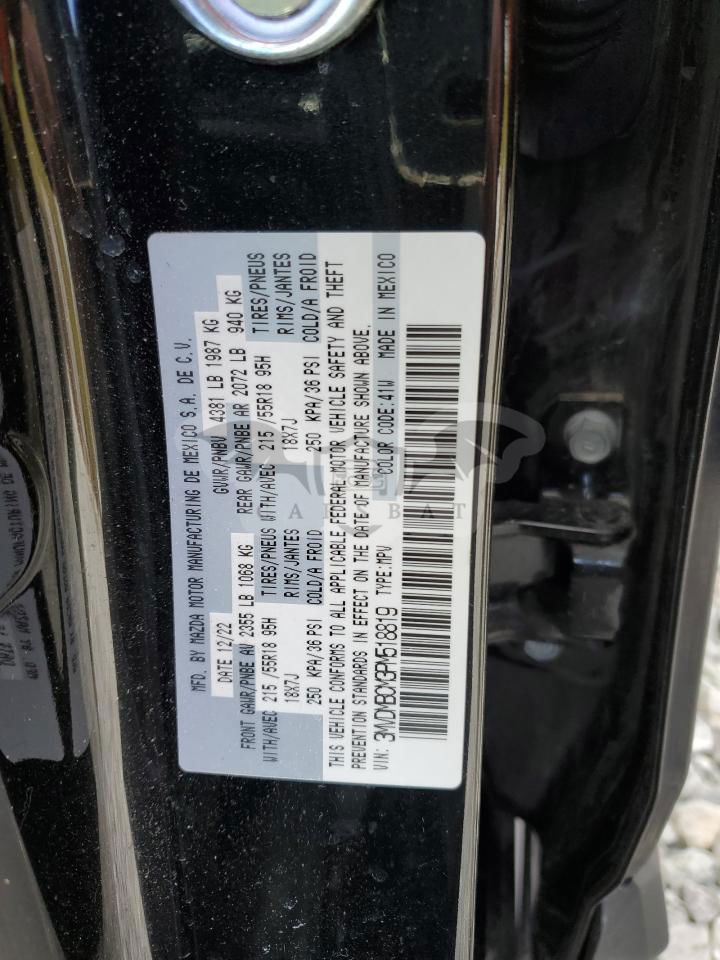 MFD. BY MAZDA MOTOR MANUFACTURING DE MEXICO S.A. DE C.V.
DATE 12/22 GVWR/PNBV 4381 LB 1987 KG
FRONT GAWR/PNBE AV 2355 LB 1068 KG REAR GAWR/PNBE AR 2072 LB 940 KG
WITH/AVEC 215 /55R18 95H TIRES/PNEUS WITH/AVEC 215 /55R18 95H TIRES/PNEUS
18X7J RIMS/JANTES 18X7J RIMS/JANTES
250 KPA/36 PSI COLD/A FROID 250 KPA/36 PSI COLD/A FROID
THIS VEHICLE CONFORMS TO ALL APPLICABLE FEDERAL MOTOR VEHICLE SAFETY AND THEFT
PREVENTION STANDARDS IN EFFECT ON THE DATE OF MANUFACTURE SHOWN ABOVE.
VIN: 3MVDMBCM3PM518819 TYPE:MPV COLOR CODE:41W MADE IN MEXICO